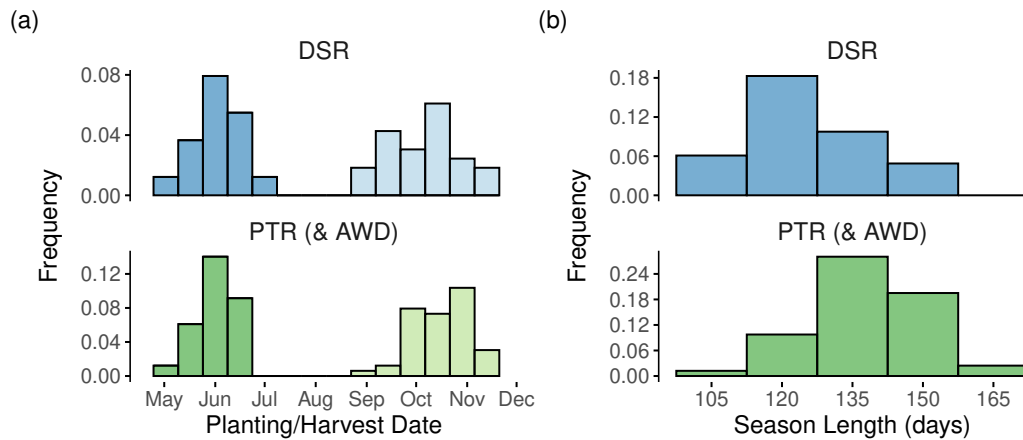 (a)
DSR
0.08
0.04
0.00
PTR (& AWD)
0.12
0.08
0.04
0.00
Frequency
May Jun Jul Aug Sep Oct Nov Dec
Planting/Harvest Date
(b)
DSR
0.18
0.12
0.06
0.00
PTR (& AWD)
0.24
0.18
0.12
0.06
0.00
Frequency
105 120 135 150 165
Season Length (days)